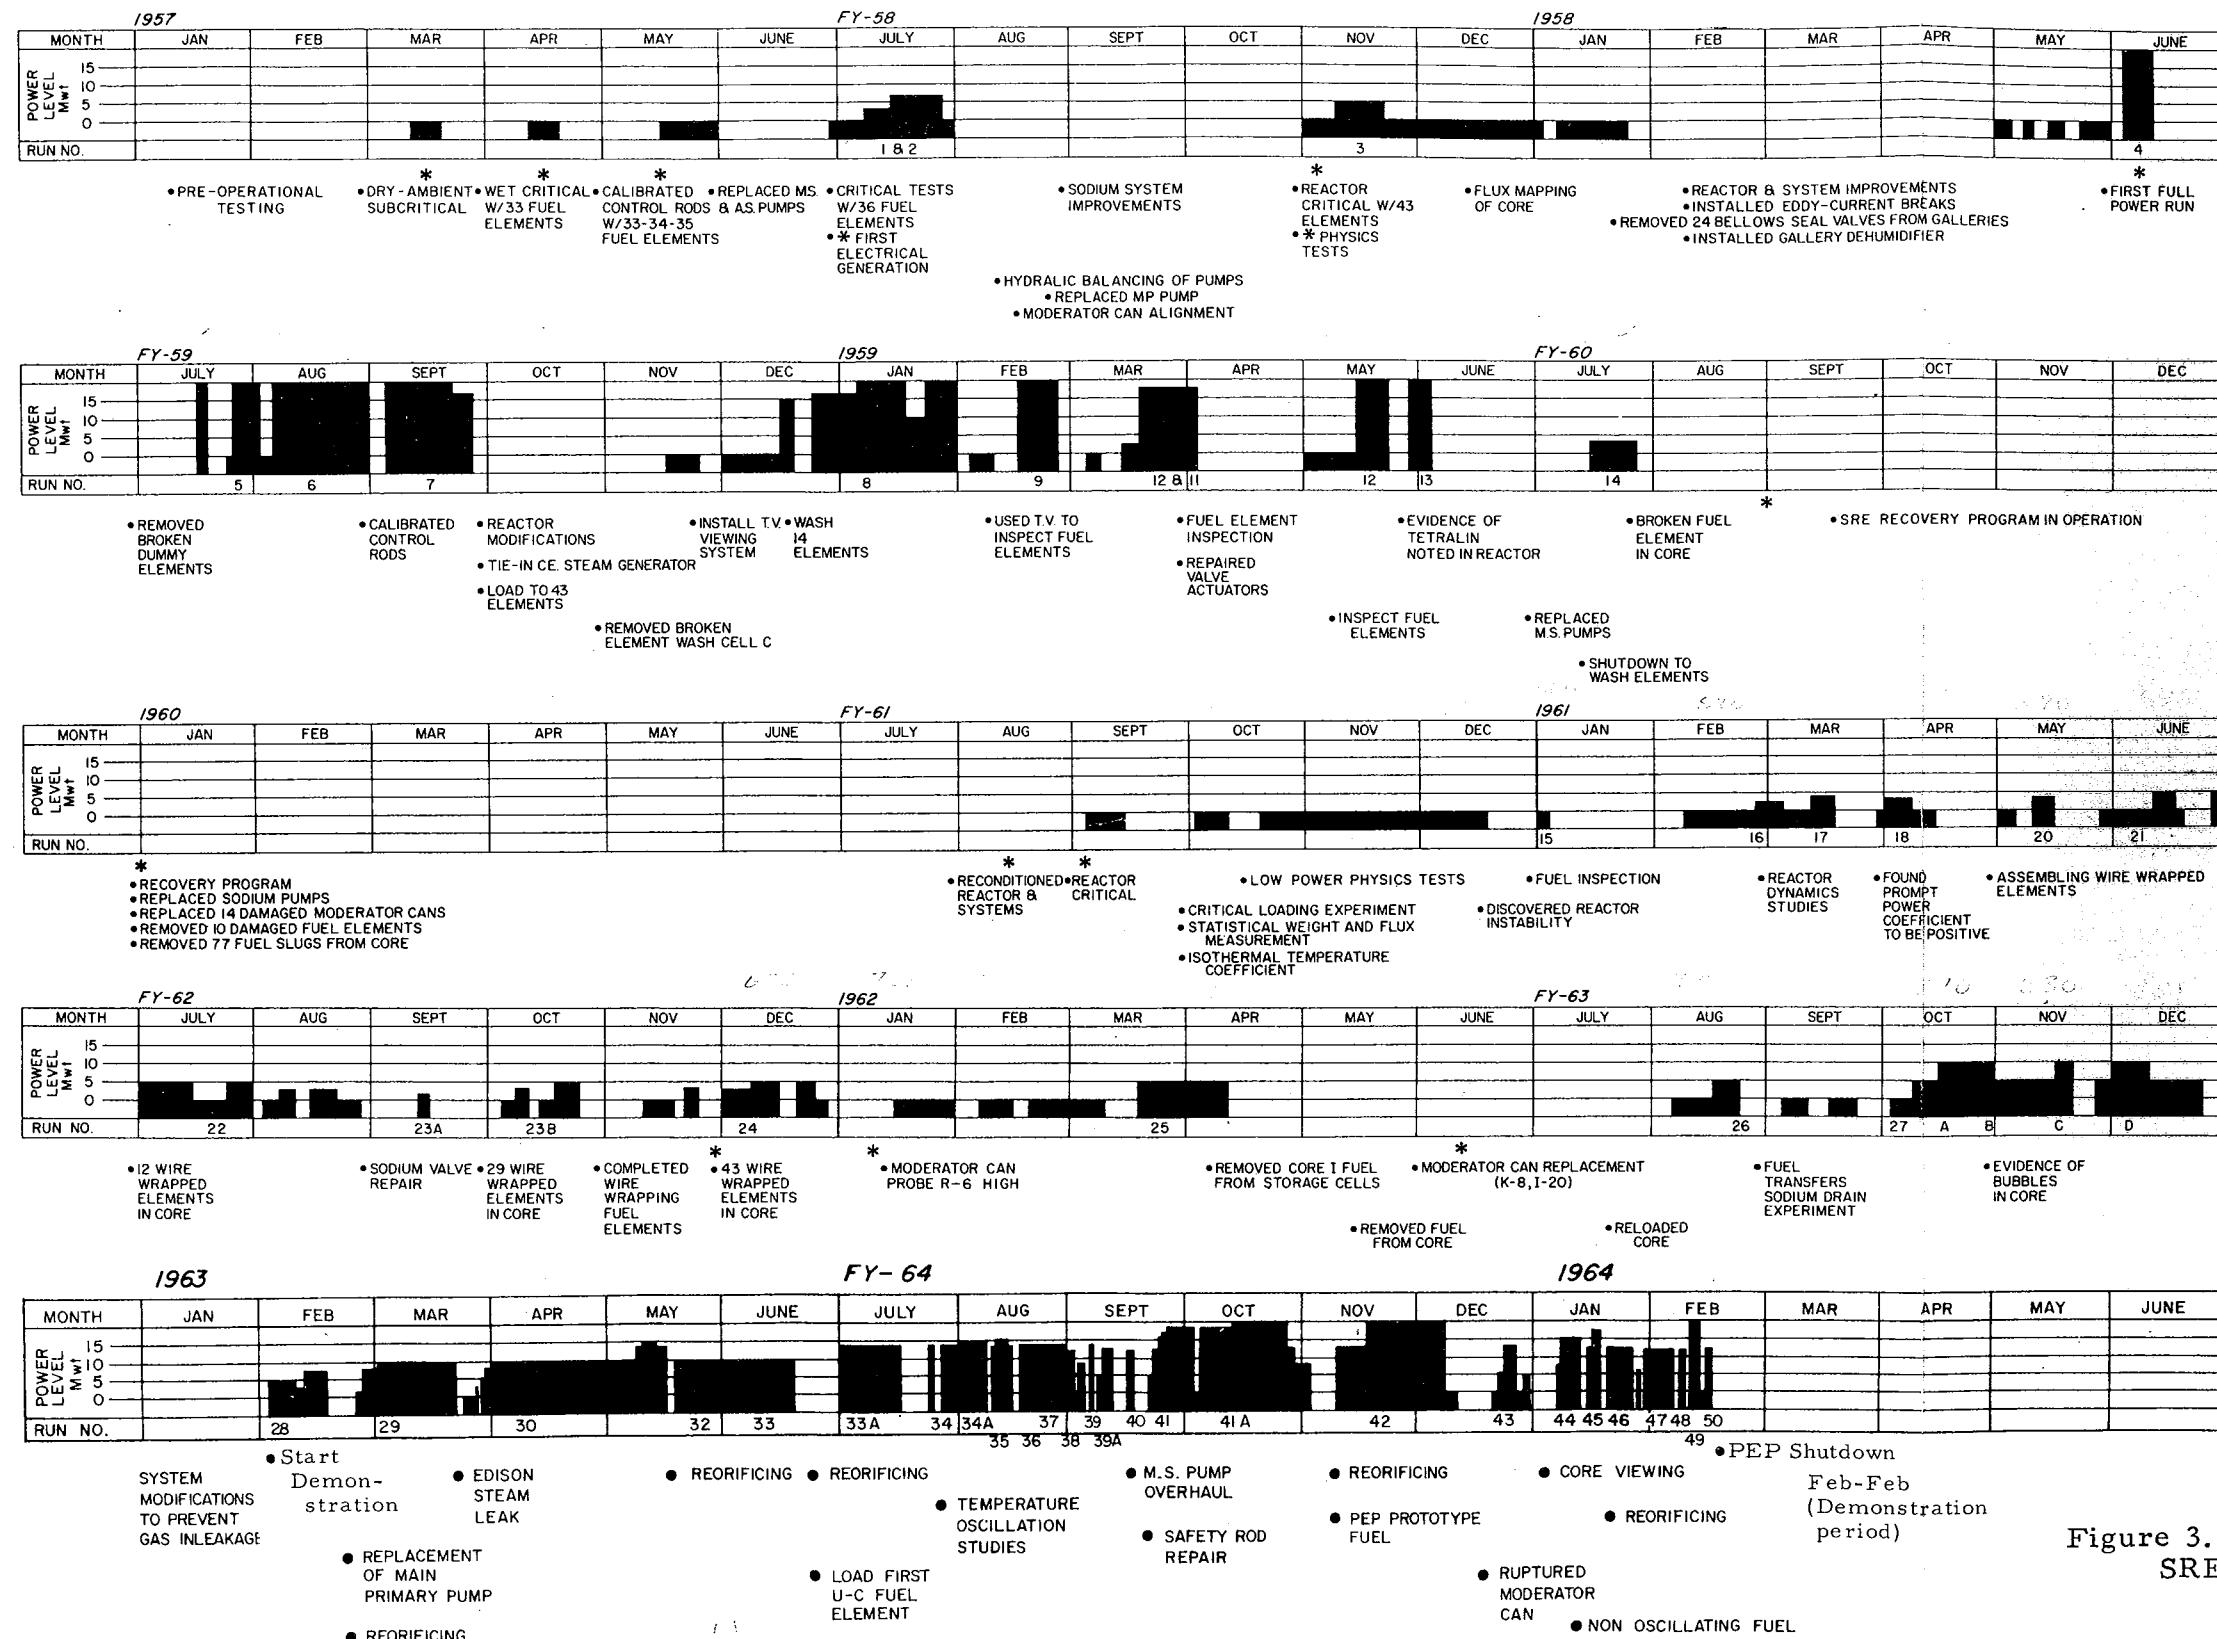 1957 FY-58 1958
MONTH JAN FEB MAR APR MAY JUNE JULY AUG SEPT OCT NOV DEC JAN FEB MAR APR MAY JUNE
POWER LEVEL Mwt
15
10
5
0
RUN NO. 1 & 2 3 4
* * * * *
•PRE-OPERATIONAL
TESTING
•DRY-AMBIENT
SUBCRITICAL
•WET CRITICAL
W/33 FUEL
ELEMENTS
•CALIBRATED
CONTROL RODS
W/33-34-35
FUEL ELEMENTS
•REPLACED MS.
& AS. PUMPS
•CRITICAL TESTS
W/36 FUEL
ELEMENTS
•* FIRST
ELECTRICAL
GENERATION
•HYDRALIC BALANCING OF PUMPS
•REPLACED MP PUMP
•MODERATOR CAN ALIGNMENT
•SODIUM SYSTEM
IMPROVEMENTS
•REACTOR
CRITICAL W/43
ELEMENTS
•* PHYSICS
TESTS
•FLUX MAPPING
OF CORE
•REACTOR & SYSTEM IMPROVEMENTS
•INSTALLED EDDY-CURRENT BREAKS
•REMOVED 24 BELLOWS SEAL VALVES FROM GALLERIES
•INSTALLED GALLERY DEHUMIDIFIER
•FIRST FULL
POWER RUN
FY-59 1959 FY-60
MONTH JULY AUG SEPT OCT NOV DEC JAN FEB MAR APR MAY JUNE JULY AUG SEPT OCT NOV DEC
POWER LEVEL Mwt
15
10
5
0
RUN NO. 5 6 7 8 9 12 & 11 12 13 14
*
•REMOVED
BROKEN
DUMMY
ELEMENTS
•CALIBRATED
CONTROL
RODS
•REACTOR
MODIFICATIONS
•TIE-IN CE. STEAM GENERATOR
•LOAD TO 43
ELEMENTS
•REMOVED BROKEN
ELEMENT WASH CELL C
•INSTALL T.V.
VIEWING
SYSTEM
•WASH
14
ELEMENTS
•USED T.V. TO
INSPECT FUEL
ELEMENTS
•FUEL ELEMENT
INSPECTION
•REPAIRED
VALVE
ACTUATORS
•INSPECT FUEL
ELEMENTS
•EVIDENCE OF
TETRALIN
NOTED IN REACTOR
•REPLACED
M.S. PUMPS
•SHUTDOWN TO
WASH ELEMENTS
•BROKEN FUEL
ELEMENT
IN CORE
•SRE RECOVERY PROGRAM IN OPERATION
1960 FY-61 1961
MONTH JAN FEB MAR APR MAY JUNE JULY AUG SEPT OCT NOV DEC JAN FEB MAR APR MAY JUNE
POWER LEVEL Mwt
15
10
5
0
RUN NO. 15 16 17 18 20 21
* * *
•RECOVERY PROGRAM
•REPLACED SODIUM PUMPS
•REPLACED 14 DAMAGED MODERATOR CANS
•REMOVED 10 DAMAGED FUEL ELEMENTS
•REMOVED 77 FUEL SLUGS FROM CORE
•RECONDITIONED
REACTOR &
SYSTEMS
•REACTOR
CRITICAL
•LOW POWER PHYSICS TESTS
•CRITICAL LOADING EXPERIMENT
•STATISTICAL WEIGHT AND FLUX
MEASUREMENT
•ISOTHERMAL TEMPERATURE
COEFFICIENT
•FUEL INSPECTION
•DISCOVERED REACTOR
INSTABILITY
•REACTOR
DYNAMICS
STUDIES
•FOUND
PROMPT
POWER
COEFFICIENT
TO BE POSITIVE
•ASSEMBLING WIRE WRAPPED
ELEMENTS
FY-62 1962 FY-63
MONTH JULY AUG SEPT OCT NOV DEC JAN FEB MAR APR MAY JUNE JULY AUG SEPT OCT NOV DEC
POWER LEVEL Mwt
15
10
5
0
RUN NO. 22 23A 23B 24 25 26 27 A B C D
* * *
•12 WIRE
WRAPPED
ELEMENTS
IN CORE
•SODIUM VALVE
REPAIR
•29 WIRE
WRAPPED
ELEMENTS
IN CORE
•COMPLETED
WIRE
WRAPPING
FUEL
ELEMENTS
•43 WIRE
WRAPPED
ELEMENTS
IN CORE
•MODERATOR CAN
PROBE R-6 HIGH
•REMOVED CORE I FUEL
FROM STORAGE CELLS
•REMOVED FUEL
FROM CORE
•MODERATOR CAN REPLACEMENT
(K-8, I-20)
•RELOADED
CORE
•FUEL
TRANSFERS
SODIUM DRAIN
EXPERIMENT
•EVIDENCE OF
BUBBLES
IN CORE
1963 FY-64 1964
MONTH JAN FEB MAR APR MAY JUNE JULY AUG SEPT OCT NOV DEC JAN FEB MAR APR MAY JUNE
POWER LEVEL Mwt
15
10
5
0
RUN NO. 28 29 30 32 33 33A 34 34A 37 39 40 41 41A 42 43 44 45 46 47 48 50
35 36 38 39A 49
SYSTEM
MODIFICATIONS
TO PREVENT
GAS INLEAKAGE
•Start
Demon-
stration
•REPLACEMENT
OF MAIN
PRIMARY PUMP
•REORIFICING
•EDISON
STEAM
LEAK
•REORIFICING
•REORIFICING
•LOAD FIRST
U-C FUEL
ELEMENT
•TEMPERATURE
OSCILLATION
STUDIES
•M.S. PUMP
OVERHAUL
•SAFETY ROD
REPAIR
•REORIFICING
•PEP PROTOTYPE
FUEL
•RUPTURED
MODERATOR
CAN
•CORE VIEWING
•REORIFICING
•NON OSCILLATING FUEL
•PEP Shutdown
Feb-Feb
(Demonstration
period)
Figure 3.
SRE